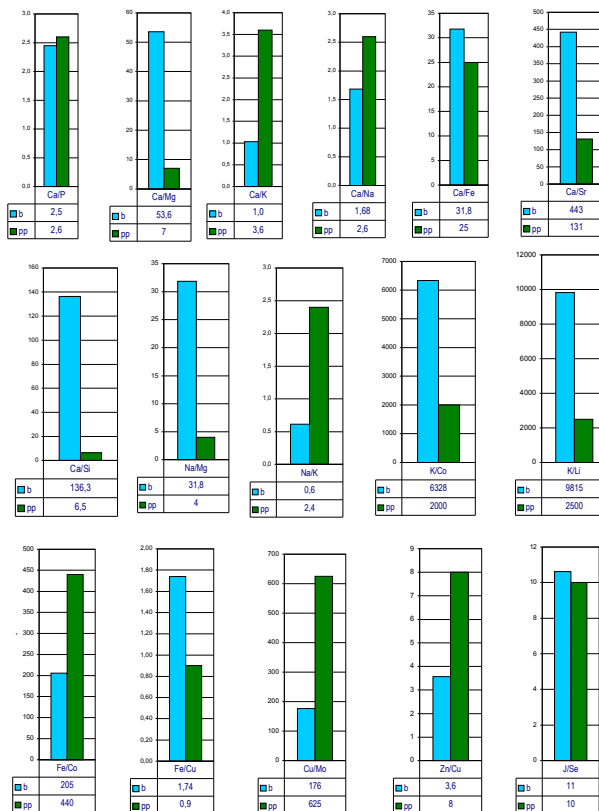 3,0
2,5
2,0
1,5
1,0
0,5
0,0
Ca/P
b 2,5
pp 2,6
60
50
40
30
20
10
0
Ca/Mg
b 53,6
pp 7
4,0
3,5
3,0
2,5
2,0
1,5
1,0
0,5
0,0
Ca/K
b 1,0
pp 3,6
3,0
2,5
2,0
1,5
1,0
0,5
0,0
Ca/Na
b 1,68
pp 2,6
35
30
25
20
15
10
5
0
Ca/Fe
b 31,8
pp 25
500
450
400
350
300
250
200
150
100
50
0
Ca/Sr
b 443
pp 131
160
140
120
100
80
60
40
20
0
Ca/Si
b 136,3
pp 6,5
35
30
25
20
15
10
5
0
Na/Mg
b 31,8
pp 4
3,0
2,5
2,0
1,5
1,0
0,5
0,0
Na/K
b 0,6
pp 2,4
7000
6000
5000
4000
3000
2000
1000
0
K/Co
b 6328
pp 2000
12000
10000
8000
6000
4000
2000
0
K/Li
b 9815
pp 2500
500
450
400
350
300
250
200
150
100
50
0
Fe/Co
b 205
pp 440
2,00
1,80
1,60
1,40
1,20
1,00
0,80
0,60
0,40
0,20
0,00
Fe/Cu
b 1,74
pp 0,9
700
600
500
400
300
200
100
0
Cu/Mo
b 176
pp 625
9
8
7
6
5
4
3
2
1
0
Zn/Cu
b 3,6
pp 8
12
10
8
6
4
2
0
J/Se
b 11
pp 10